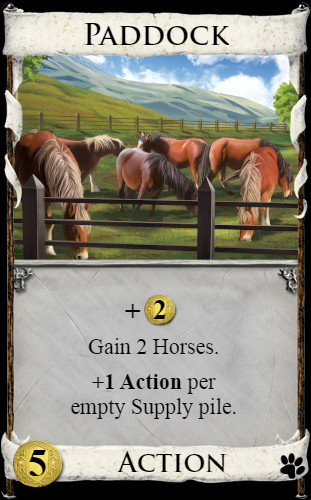 PADDOCK
+ 2
Gain 2 Horses.
+1 Action per
empty Supply pile.
5 ACTION